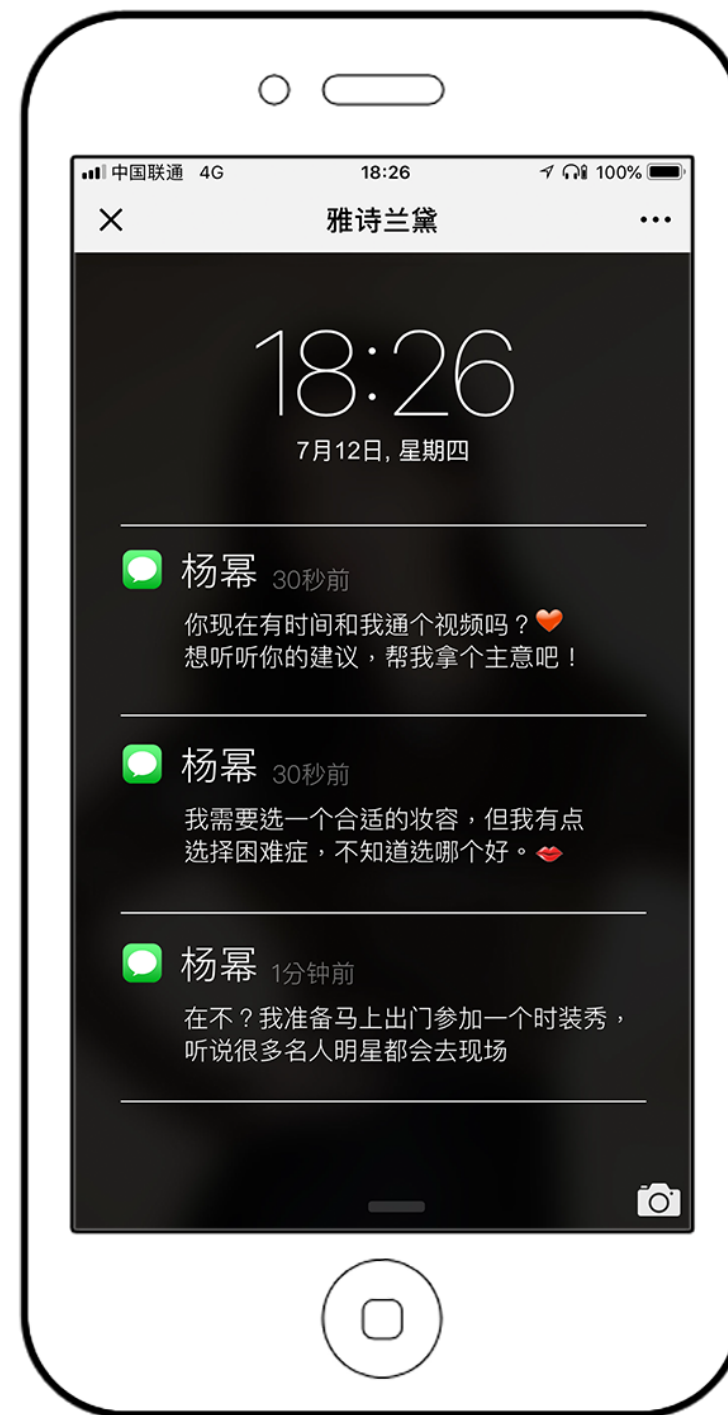 中国联通 4G 18:26 100%
雅诗兰黛
18:26
7月12日, 星期四
杨幂 30秒前
你现在有时间和我通个视频吗？❤️
想听听你的建议，帮我拿个主意吧！
杨幂 30秒前
我需要选一个合适的妆容，但我有点
选择困难症，不知道选哪个好。💋
杨幂 1分钟前
在不？我准备马上出门参加一个时装秀，
听说很多名人明星都会去现场